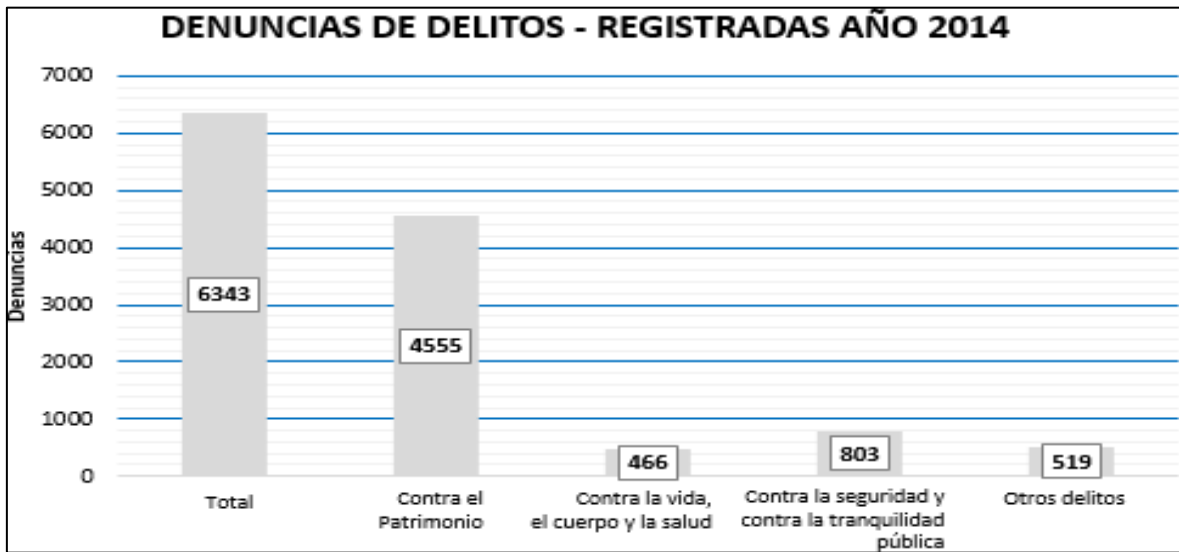 DENUNCIAS DE DELITOS - REGISTRADAS AÑO 2014
7000
6000
5000
4000
3000
2000
1000
0
Denuncias
6343
4555
466
803
519
Total
Contra el
Patrimonio
Contra la vida,
el cuerpo y la salud
Contra la seguridad y
contra la tranquilidad
pública
Otros delitos